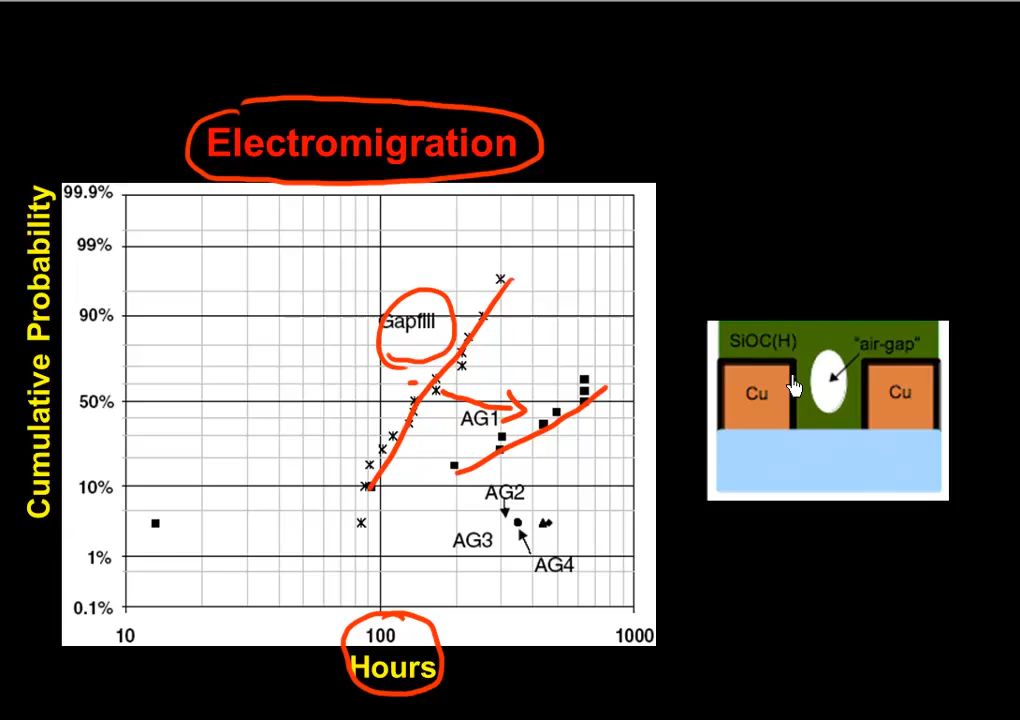 Electromigration
Cumulative Probability
99.9%
99%
90%
50%
10%
1%
0.1%
Gapfill
AG1
AG2
AG3
AG4
10
100
1000
Hours
SiOC(H)
"air-gap"
Cu
Cu